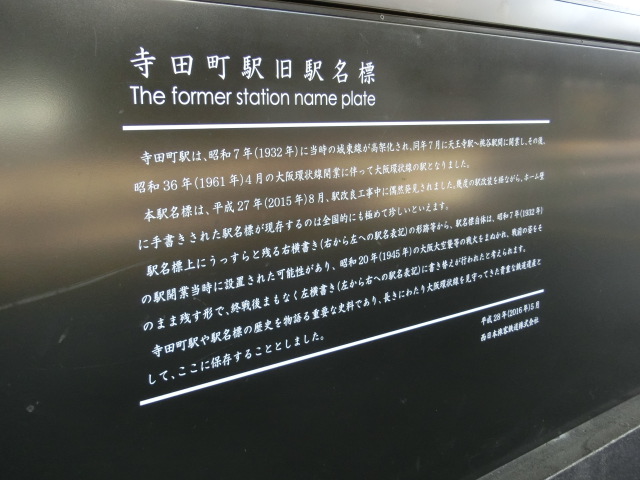 寺田町駅旧駅名標
The former station name plate
寺田町駅は、昭和7年(1932年)に当時の城東線が高架化され、同年7月に天王寺駅〜桃谷駅間に開業し、その後、
昭和36年(1961年)4月の大阪環状線開業に伴って大阪環状線の駅となりました。
本駅名標は、平成27年(2015年)8月、駅改良工事中に偶然発見されました。幾度の駅改装を経ながら、ホーム壁
に手書きされた駅名標が現存するのは全国的にも極めて珍しいといえます。
駅名標上にうっすらと残る右横書き(右から左への駅名表記)の形跡等から、駅名標自体は、昭和7年(1932年)
の駅開業当時に設置された可能性があり、昭和20年(1945年)の大阪大空襲等の戦火をまぬかれ、戦前の姿をそ
のまま残す形で、終戦後まもなく左横書き(左から右への駅名表記)に書き替えが行われたと考えられます。
寺田町駅や駅名標の歴史を物語る重要な史料であり、長きにわたり大阪環状線を見守ってきた貴重な鉄道遺産と
して、ここに保存することとしました。
平成28年(2016年)5月
西日本旅客鉄道株式会社